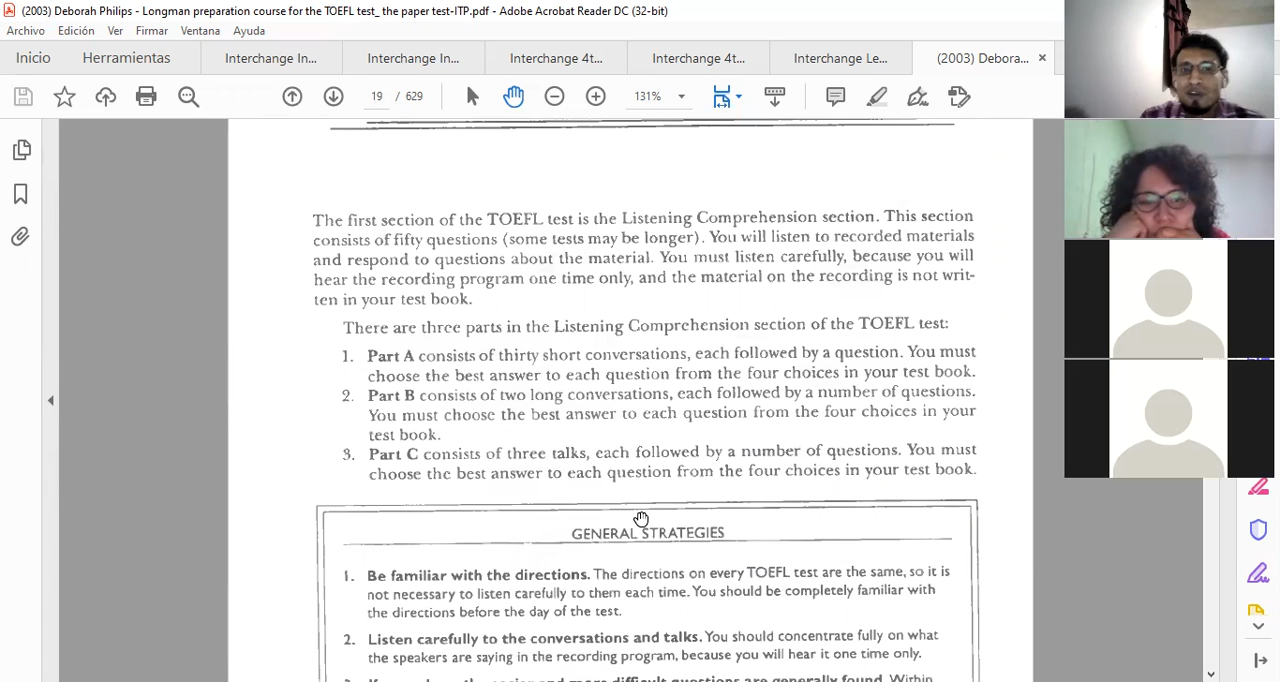 (2003) Deborah Philips - Longman preparation course for the TOEFL test_ the paper test-ITP.pdf - Adobe Acrobat Reader DC (32-bit)
Archivo Edición Ver Firmar Ventana Ayuda
Inicio Herramientas Interchange In... Interchange In... Interchange 4t... Interchange 4t... Interchange Le... (2003) Debora... ×
19 / 629 131%
The first section of the TOEFL test is the Listening Comprehension section. This section
consists of fifty questions (some tests may be longer). You will listen to recorded materials
and respond to questions about the material. You must listen carefully, because you will
hear the recording program one time only, and the material on the recording is not writ-
ten in your test book.
There are three parts in the Listening Comprehension section of the TOEFL test:
1. Part A consists of thirty short conversations, each followed by a question. You must
choose the best answer to each question from the four choices in your test book.
2. Part B consists of two long conversations, each followed by a number of questions.
You must choose the best answer to each question from the four choices in your
test book.
3. Part C consists of three talks, each followed by a number of questions. You must
choose the best answer to each question from the four choices in your test book.
GENERAL STRATEGIES
1. Be familiar with the directions. The directions on every TOEFL test are the same, so it is
not necessary to listen carefully to them each time. You should be completely familiar with
the directions before the day of the test.
2. Listen carefully to the conversations and talks. You should concentrate fully on what
the speakers are saying in the recording program, because you will hear it one time only.
difficult questions are generally found. Within